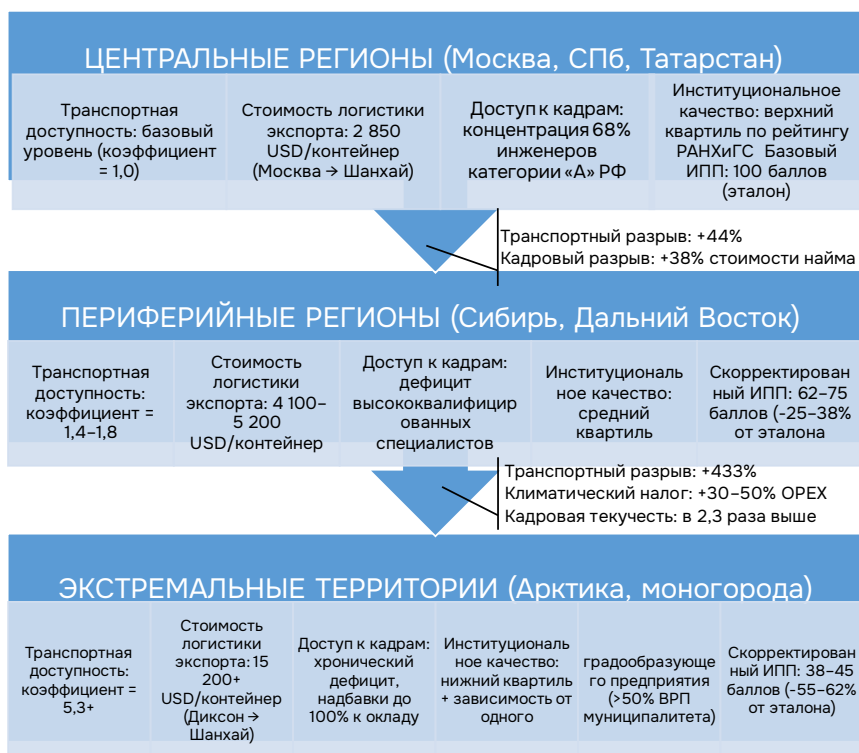 ЦЕНТРАЛЬНЫЕ РЕГИОНЫ (Москва, СПб, Татарстан)
Транспортная
доступность: базовый
уровень (коэффициент
= 1,0)
Стоимость логистики
экспорта: 2 850
USD/контейнер
(Москва → Шанхай)
Доступ к кадрам:
концентрация 68%
инженеров
категории «А» РФ
Институциональное
качество: верхний
квартиль по рейтингу
РАНХиГС Базовый
ИПП: 100 баллов
(эталон)
Транспортный разрыв: +44%
Кадровый разрыв: +38% стоимости найма
ПЕРИФЕРИЙНЫЕ РЕГИОНЫ (Сибирь, Дальний Восток)
Транспортная
доступность:
коэффициент =
1,4–1,8
Стоимость
логистики
экспорта: 4 100–
5 200
USD/контейнер
Доступ к кадрам:
дефицит
высококвалифицир
ованных
специалистов
Институциональ
ное качество:
средний
квартиль
Скорректирован
ный ИПП: 62–75
баллов (-25–38%
от эталона
Транспортный разрыв: +433%
Климатический налог: +30–50% OPEX
Кадровая текучесть: в 2,3 раза выше
ЭКСТРЕМАЛЬНЫЕ ТЕРРИТОРИИ (Арктика, моногорода)
Транспортная
доступность:
коэффициент =
5,3+
Стоимость
логистики
экспорта: 15
200+
USD/контейнер
(Диксон →
Шанхай)
Доступ к кадрам:
хронический
дефицит,
надбавки до
100% к окладу
Институциональ
ное качество:
нижний квартиль
+ зависимость от
одного
градообразующе
го предприятия
(>50% ВРП
муниципалитета)
Скорректирован
ный ИПП: 38–45
баллов (-55–62%
от эталона)